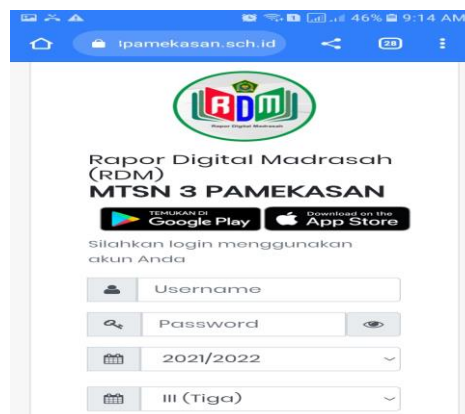 46% 9:14 AM
lpamekasan.sch.id
28
RDM
Rapor Digital Madrasah
Rapor Digital Madrasah
(RDM)
MTSN 3 PAMEKASAN
TEMUKAN DI
Google Play
Download on the
App Store
Silahkan login menggunakan
akun Anda
Username
Password
2021/2022
III (Tiga)